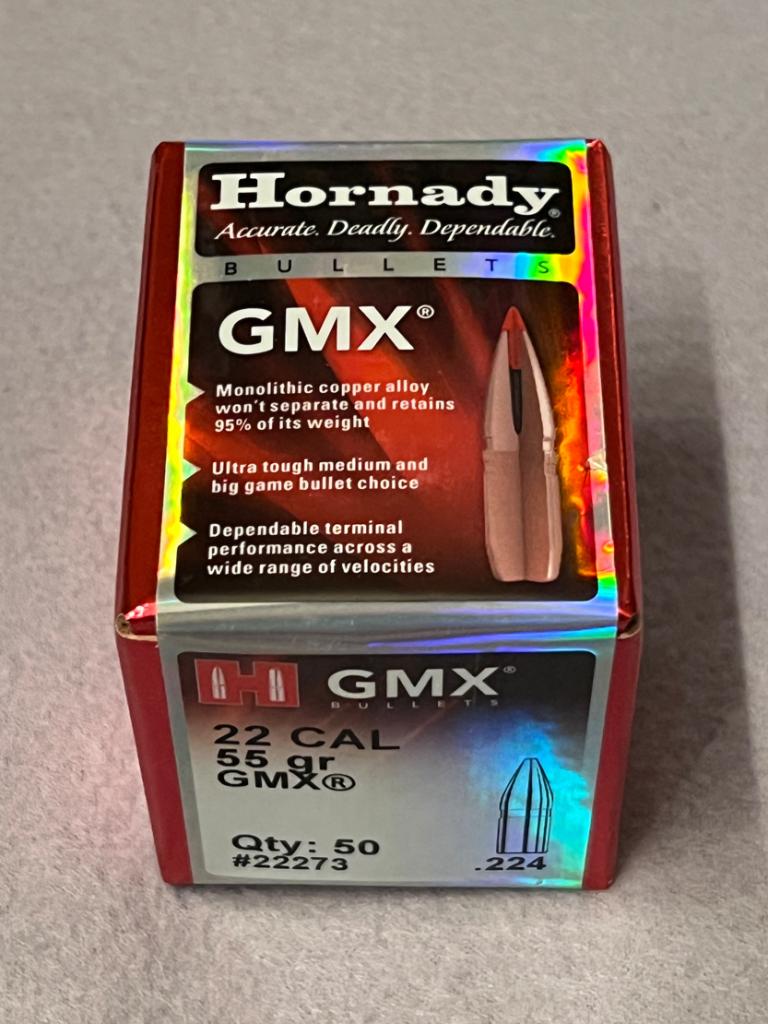 Hornady®
Accurate. Deadly. Dependable.
BULLETS
GMX®
Monolithic copper alloy
won't separate and retains
95% of its weight
Ultra tough medium and
big game bullet choice
Dependable terminal
performance across a
wide range of velocities
H GMX®
BULLETS
22 CAL
55 gr
GMX®
Qty: 50
#22273 .224